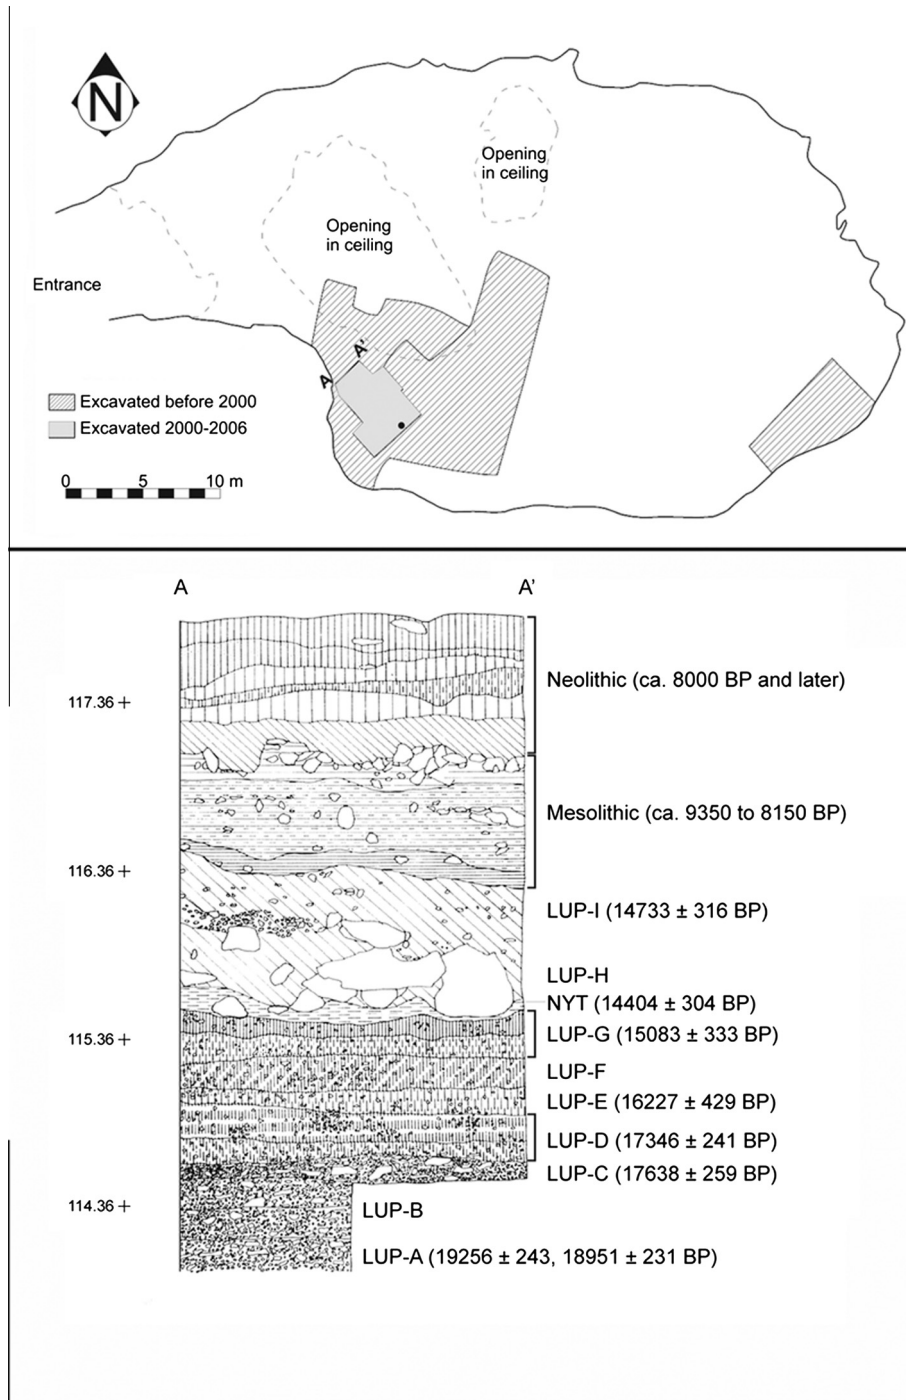 N
Opening
in ceiling
Opening
in ceiling
Entrance
A
A'
Excavated before 2000
Excavated 2000-2006
0 5 10 m
A A'
Neolithic (ca. 8000 BP and later)
117.36 +
Mesolithic (ca. 9350 to 8150 BP)
116.36 +
LUP-I (14733 ± 316 BP)
LUP-H
NYT (14404 ± 304 BP)
LUP-G (15083 ± 333 BP)
115.36 +
LUP-F
LUP-E (16227 ± 429 BP)
LUP-D (17346 ± 241 BP)
LUP-C (17638 ± 259 BP)
114.36 +
LUP-B
LUP-A (19256 ± 243, 18951 ± 231 BP)